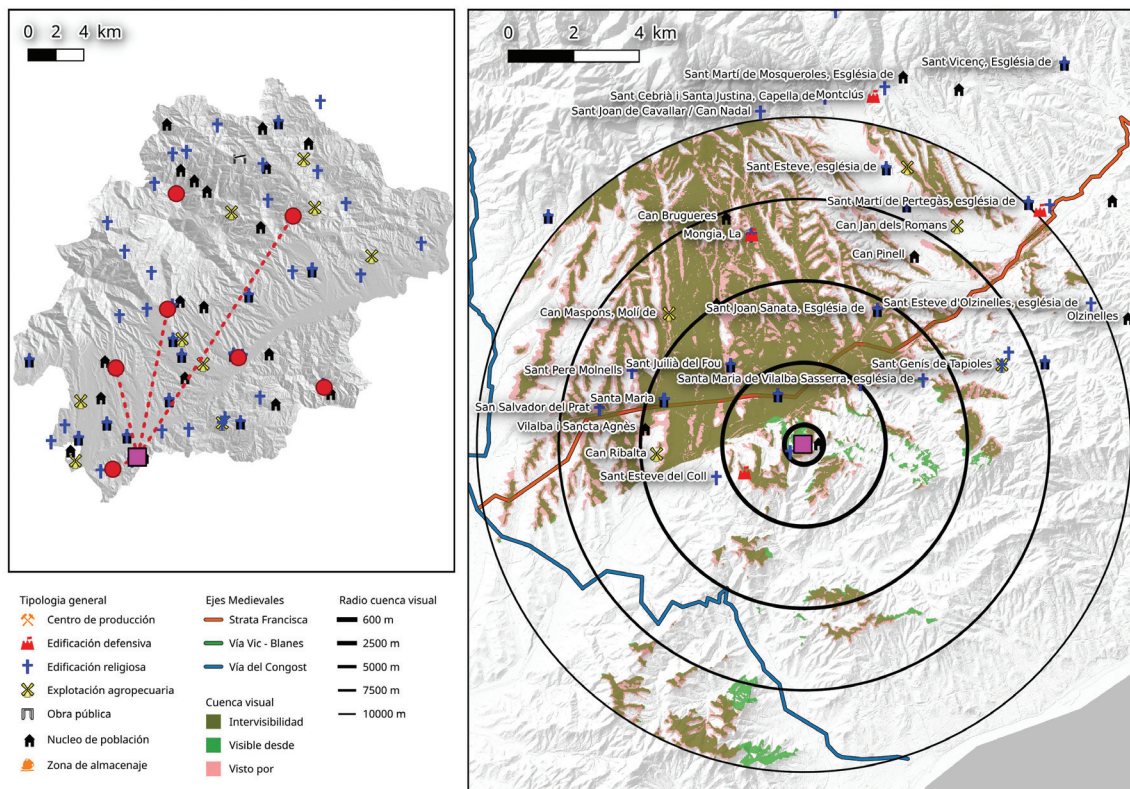 0 2 4 km
0 2 4 km
Sant Vicenç, Església de
Sant Martí de Mosqueroles, Església de
Sant Cebrià i Santa Justina, Capella de
Montclús
Sant Joan de Cavallar / Can Nadal
Sant Esteve, església de
Sant Martí de Pertegàs, església de
Can Brugueres
Can Jan dels Romans
Mongia, La
Can Pinell
Sant Joan Sanata, Església de
Sant Esteve d'Olzinelles, església de
Can Maspons, Molí de
Olzinelles
Sant Pere Molnells
Sant Juilià del Fou
Sant Genís de Tapioles
Santa Maria de Vilalba Sasserra, església de
Santa Maria
San Salvador del Prat
Vilalba i Sancta Agnès
Can Ribalta
Sant Esteve del Coll
Tipologia general
Centro de producción
Edificación defensiva
Edificación religiosa
Explotación agropecuaria
Obra pública
Nucleo de población
Zona de almacenaje
Ejes Medievales
Strata Francisca
Vía Vic - Blanes
Vía del Congost
Cuenca visual
Intervisibilidad
Visible desde
Visto por
Radio cuenca visual
600 m
2500 m
5000 m
7500 m
10000 m